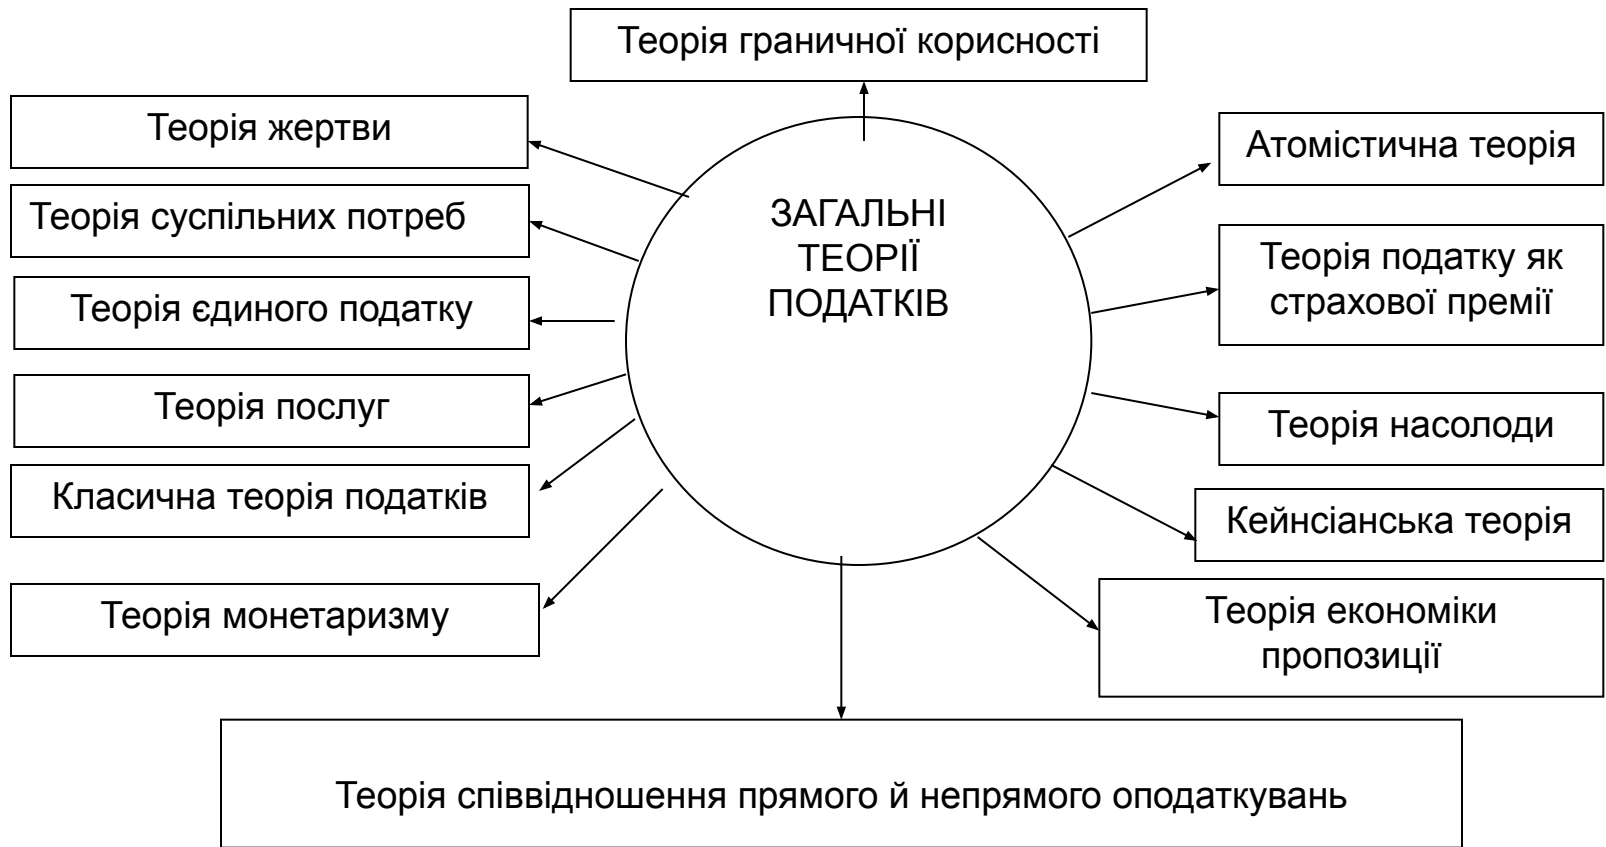 Теорія граничної корисності
Теорія жертви
Атомістична теорія
Теорія суспільних потреб
ЗАГАЛЬНІ
ТЕОРІЇ
ПОДАТКІВ
Теорія податку як
страхової премії
Теорія єдиного податку
Теорія послуг
Теорія насолоди
Класична теорія податків
Кейнсіанська теорія
Теорія монетаризму
Теорія економіки
пропозиції
Теорія співвідношення прямого й непрямого оподаткувань